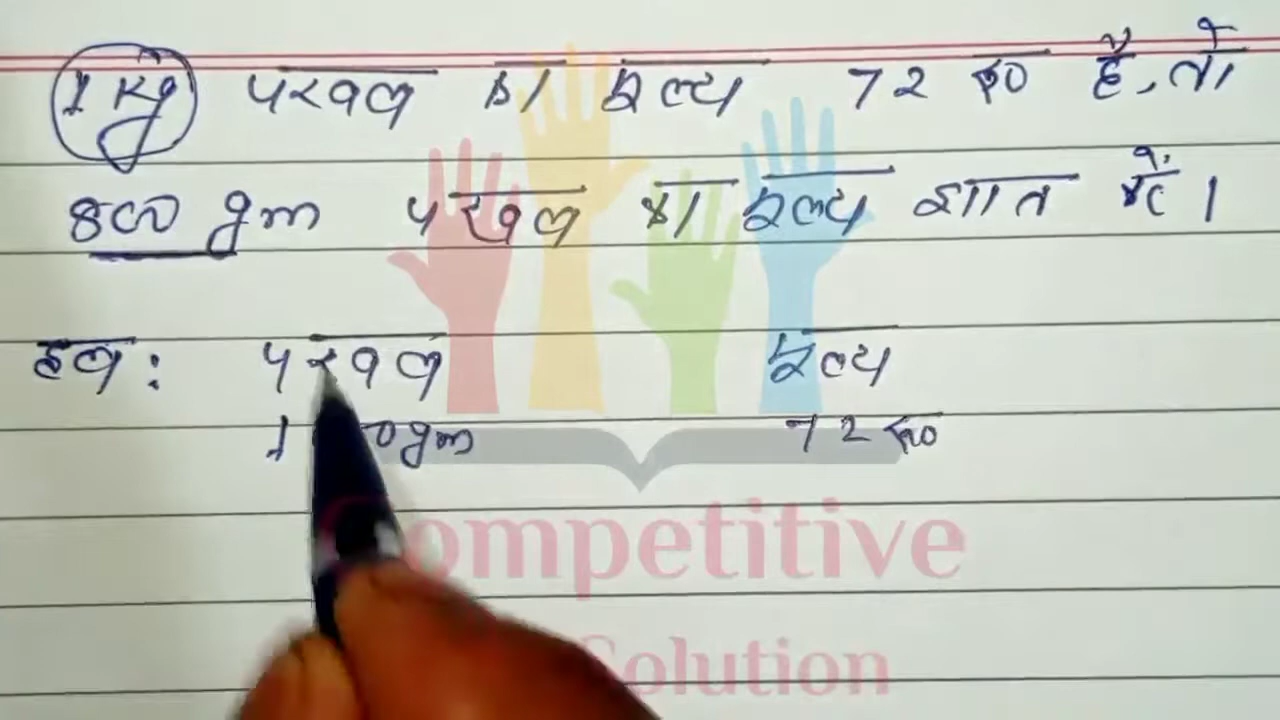 1 Kg परवल का मूल्य 72 रु० है, तो
800 gm परवल का मूल्य ज्ञात करें।
हल: परवल मूल्य
72 रु०
Competitive
Solution